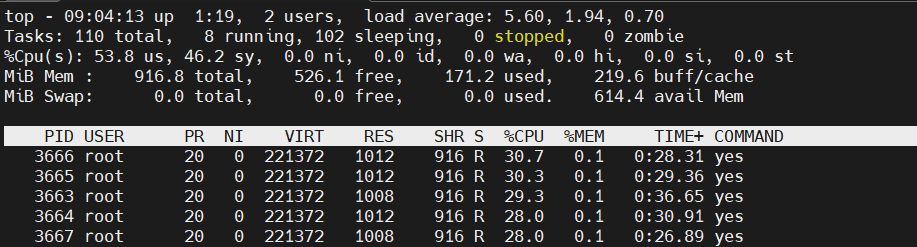 top - 09:04:13 up  1:19,  2 users,  load average: 5.60, 1.94, 0.70
Tasks: 110 total,   8 running, 102 sleeping,   0 stopped,   0 zombie
%Cpu(s): 53.8 us, 46.2 sy,  0.0 ni,  0.0 id,  0.0 wa,  0.0 hi,  0.0 si,  0.0 st
MiB Mem :    916.8 total,    526.1 free,    171.2 used,    219.6 buff/cache
MiB Swap:      0.0 total,      0.0 free,      0.0 used.    614.4 avail Mem
PID USER      PR  NI    VIRT    RES    SHR S  %CPU  %MEM     TIME+ COMMAND
3666 root      20   0  221372   1012    916 R  30.7   0.1   0:28.31 yes
3665 root      20   0  221372   1012    916 R  30.3   0.1   0:29.36 yes
3663 root      20   0  221372   1008    916 R  29.3   0.1   0:36.65 yes
3664 root      20   0  221372   1012    916 R  28.0   0.1   0:30.91 yes
3667 root      20   0  221372   1008    916 R  28.0   0.1   0:26.89 yes